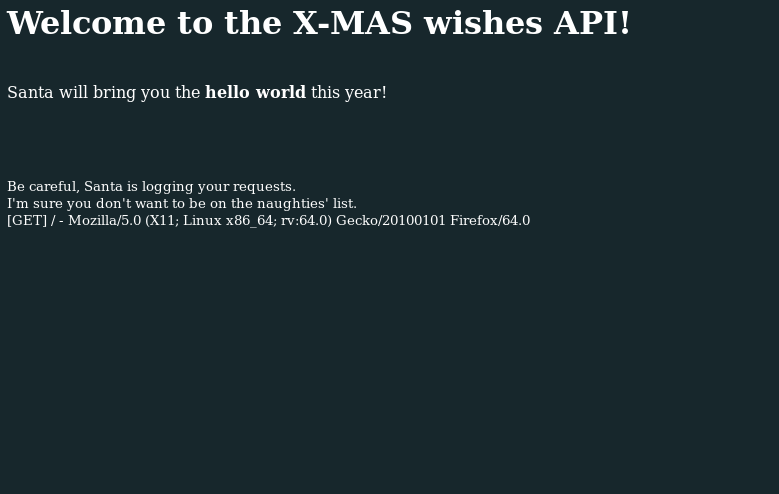 Welcome to the X-MAS wishes API!
Santa will bring you the hello world this year!
Be careful, Santa is logging your requests.
I'm sure you don't want to be on the naughties' list.
[GET] / - Mozilla/5.0 (X11; Linux x86_64; rv:64.0) Gecko/20100101 Firefox/64.0